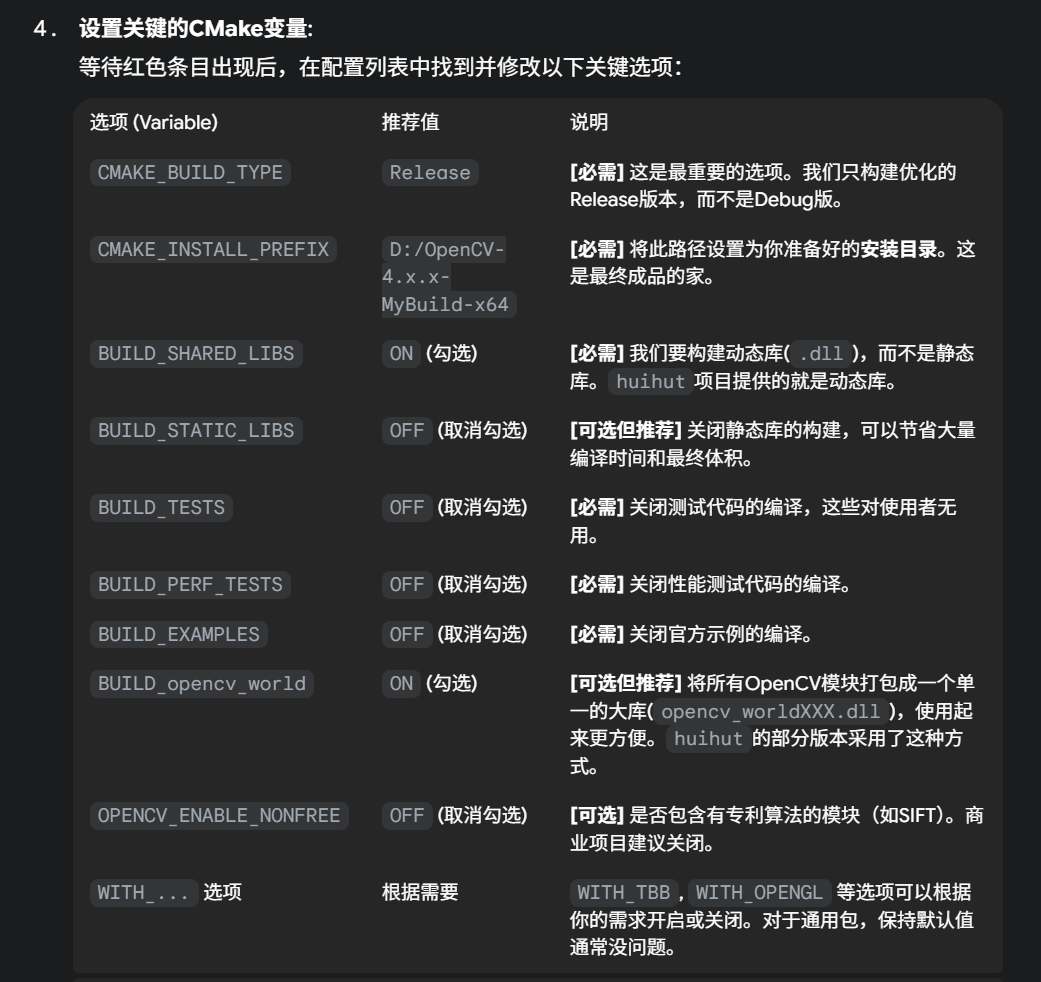 4. 设置关键的CMake变量:
等待红色条目出现后，在配置列表中找到并修改以下关键选项：
选项 (Variable) 推荐值 说明
CMAKE_BUILD_TYPE Release [必需] 这是最重要的选项。我们只构建优化的
Release版本，而不是Debug版。
CMAKE_INSTALL_PREFIX D:/OpenCV- [必需] 将此路径设置为你准备好的安装目录。这
4.x.x- 是最终成品的家。
MyBuild-x64
BUILD_SHARED_LIBS ON (勾选) [必需] 我们要构建动态库( .dll )，而不是静态
库。 huihut 项目提供的就是动态库。
BUILD_STATIC_LIBS OFF (取消勾选) [可选但推荐] 关闭静态库的构建，可以节省大量
编译时间和最终体积。
BUILD_TESTS OFF (取消勾选) [必需] 关闭测试代码的编译，这些对使用者无
用。
BUILD_PERF_TESTS OFF (取消勾选) [必需] 关闭性能测试代码的编译。
BUILD_EXAMPLES OFF (取消勾选) [必需] 关闭官方示例的编译。
BUILD_opencv_world ON (勾选) [可选但推荐] 将所有OpenCV模块打包成一个单
一的大库( opencv_worldXXX.dll )，使用起
来更方便。 huihut 的部分版本采用了这种方
式。
OPENCV_ENABLE_NONFREE OFF (取消勾选) [可选] 是否包含有专利算法的模块（如SIFT）。商
业项目建议关闭。
WITH_... 选项 根据需要 WITH_TBB , WITH_OPENGL 等选项可以根据
你的需求开启或关闭。对于通用包，保持默认值
通常没问题。